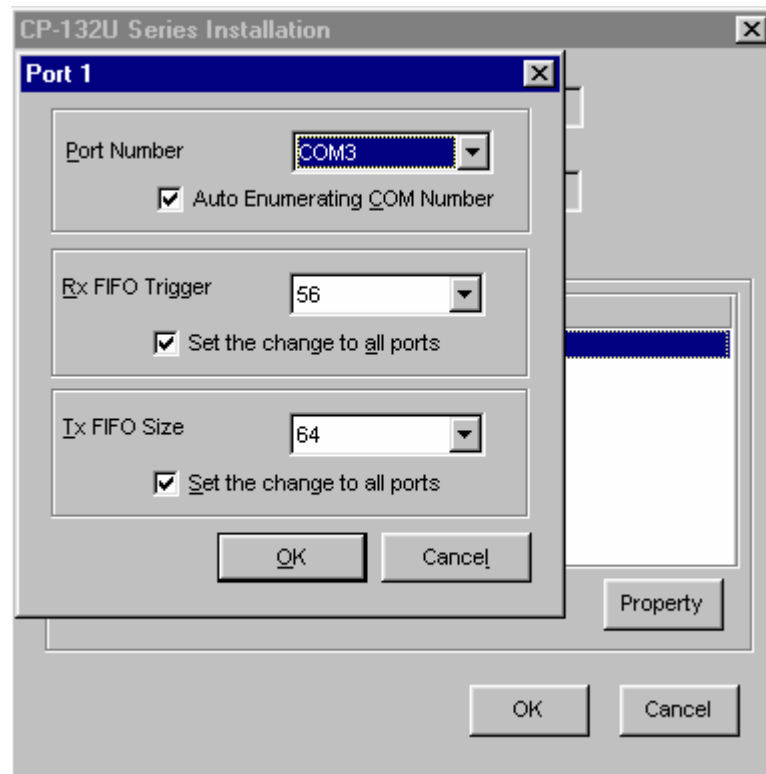 CP-132U Series Installation
Port 1
Port Number
COM3
Auto Enumerating COM Number
Rx FIFO Trigger
56
Set the change to all ports
Tx FIFO Size
64
Set the change to all ports
OK
Cancel
Property
OK
Cancel